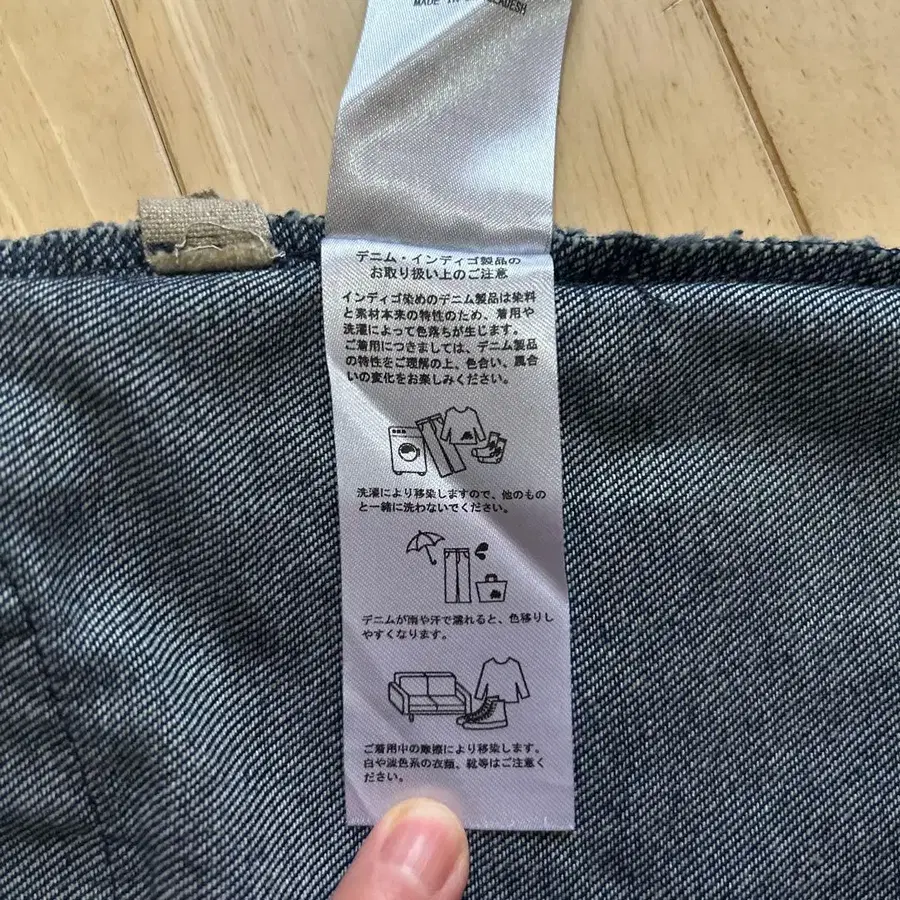 MADE IN BANGLADESH
デニム・インディゴ製品の
お取り扱い上のご注意
インディゴ染めのデニム製品は染料
と素材本来の特性のため、着用や
洗濯によって色落ちが生じます。
ご着用につきましては、デニム製品
の特性をご理解の上、色合い、風合
いの変化をお楽しみください。
洗濯により移染しますので、他のもの
と一緒に洗わないでください。
デニムが雨や汗で濡れると、色移りし
やすくなります。
ご着用中の摩擦により移染します。
白や淡色系の衣類、靴等はご注意く
ださい。